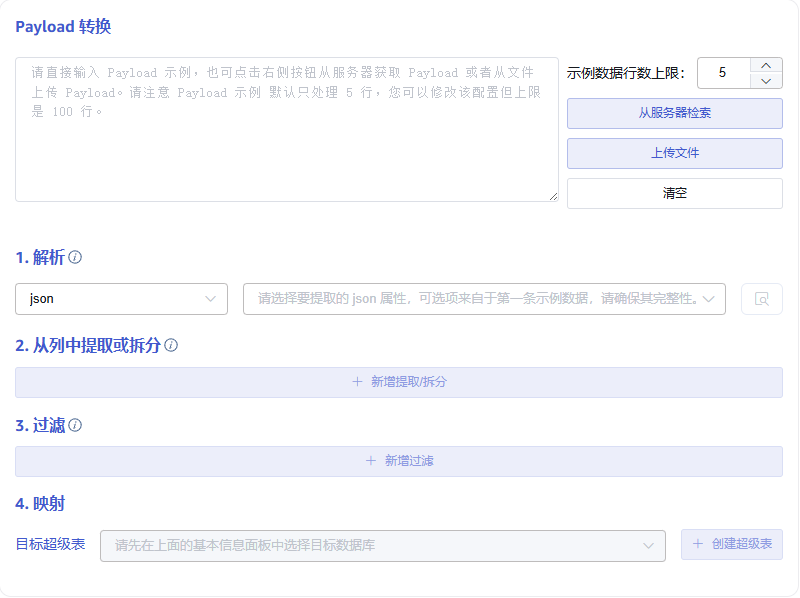 Payload 转换
请直接输入 Payload 示例，也可点击右侧按钮从服务器获取 Payload 或者从文件
上传 Payload。请注意 Payload 示例 默认只处理 5 行，您可以修改该配置但上限
是 100 行。
示例数据行数上限：
5
从服务器检索
上传文件
清空
1. 解析
json
请选择要提取的 json 属性，可选项来自于第一条示例数据，请确保其完整性。
2. 从列中提取或拆分
新增提取/拆分
3. 过滤
新增过滤
4. 映射
目标超级表
请先在上面的基本信息面板中选择目标数据库
创建超级表